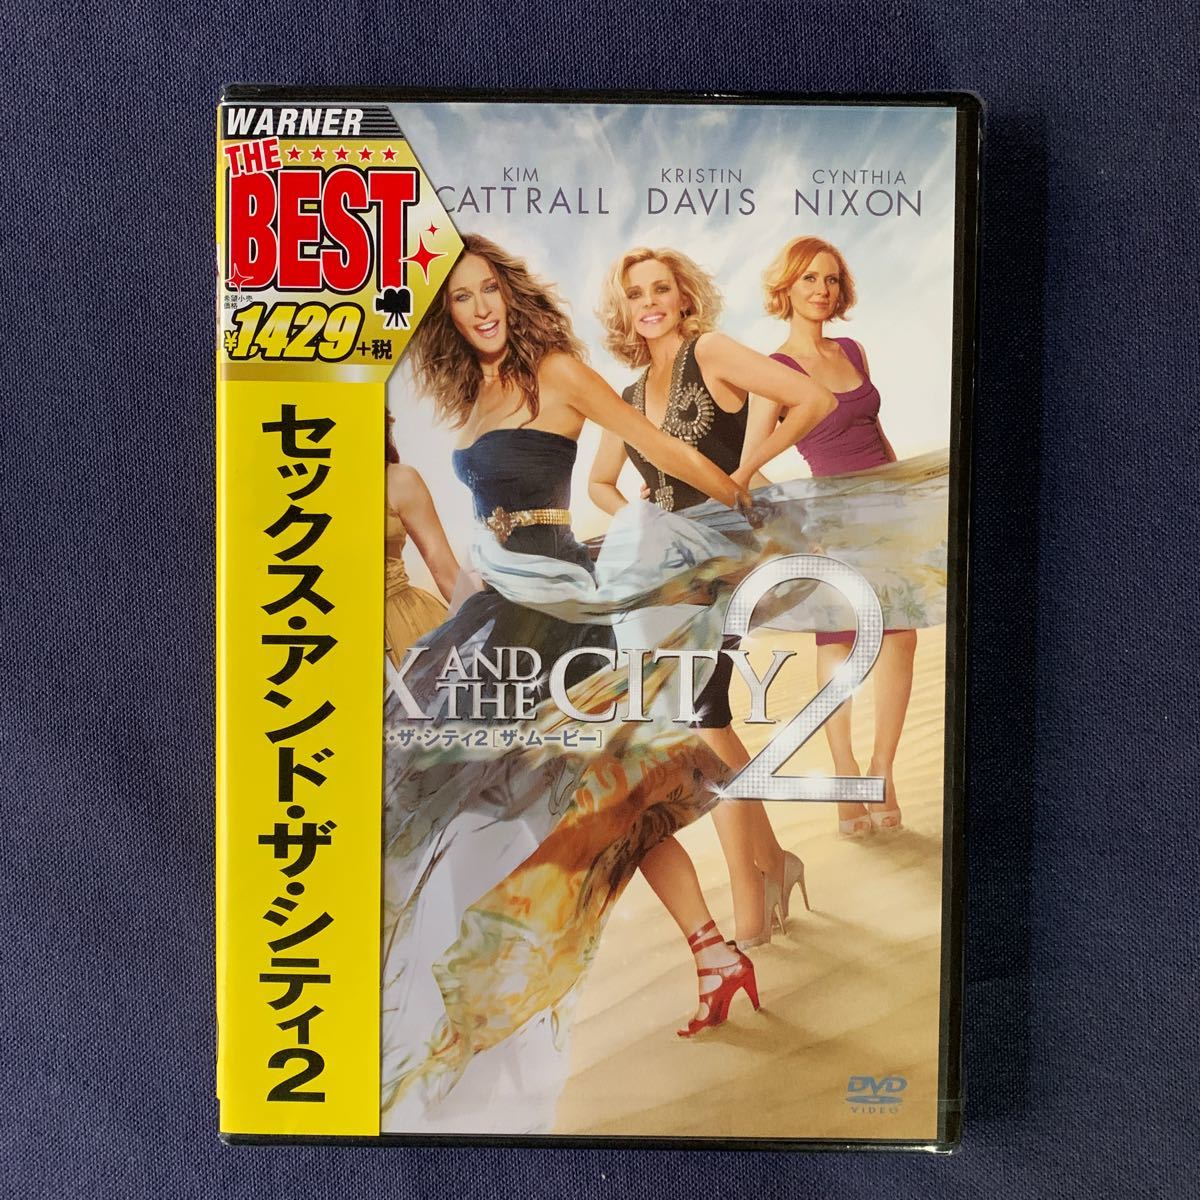 WARNER
THE
BEST
希望小売
価格
¥1,429+税
セックス・アンド・ザ・シティ2
KIM
CATTRALL
KRISTIN
DAVIS
CYNTHIA
NIXON
X AND THE CITY 2
・ザ・シティ2[ザ・ムービー]
DVD
VIDEO